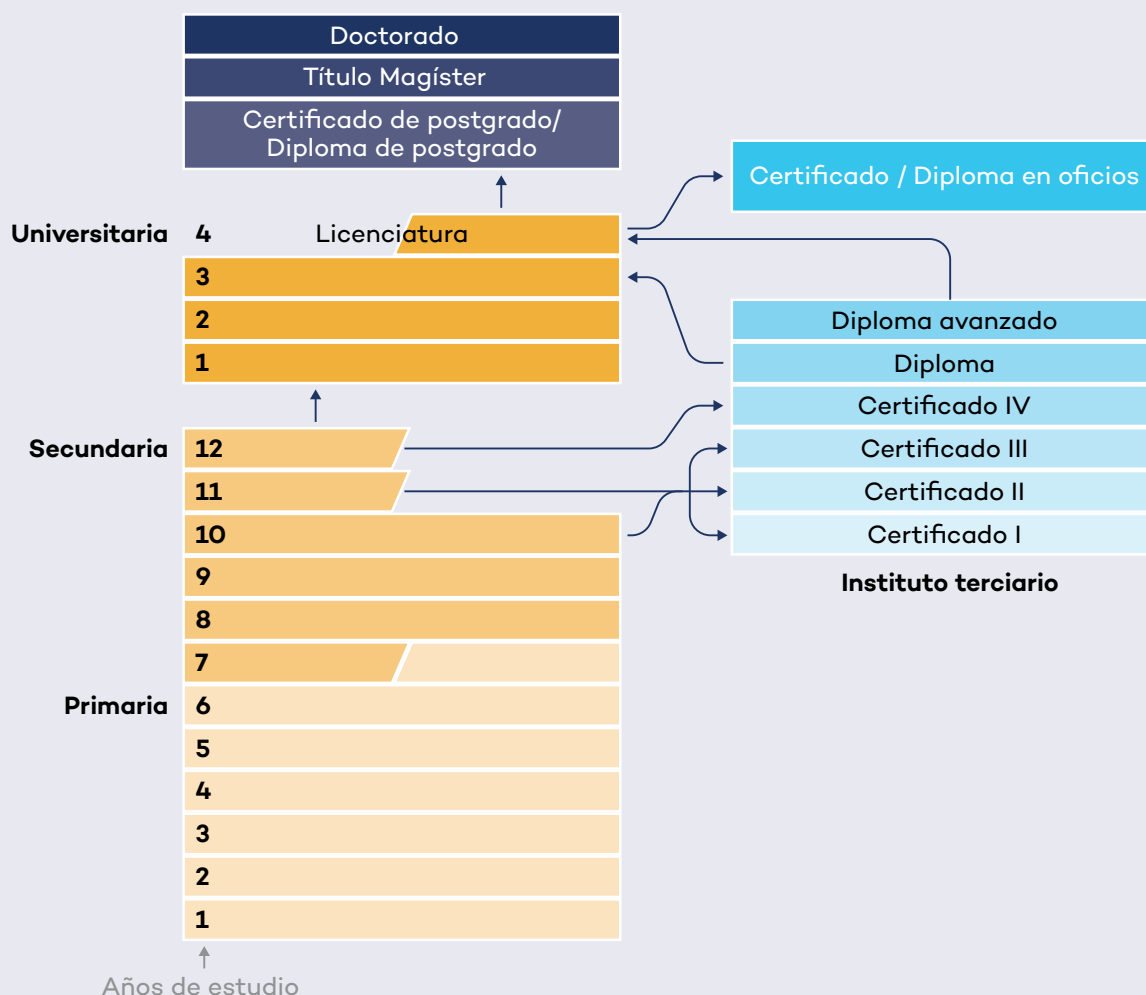 Doctorado
Título Magíster
Certificado de postgrado/
Diploma de postgrado
Certificado / Diploma en oficios
Universitaria 4 Licenciatura
3
2
1
Diploma avanzado
Diploma
Certificado IV
Certificado III
Certificado II
Certificado I
Instituto terciario
Secundaria 12
11
10
9
8
7
Primaria 6
5
4
3
2
1
Años de estudio